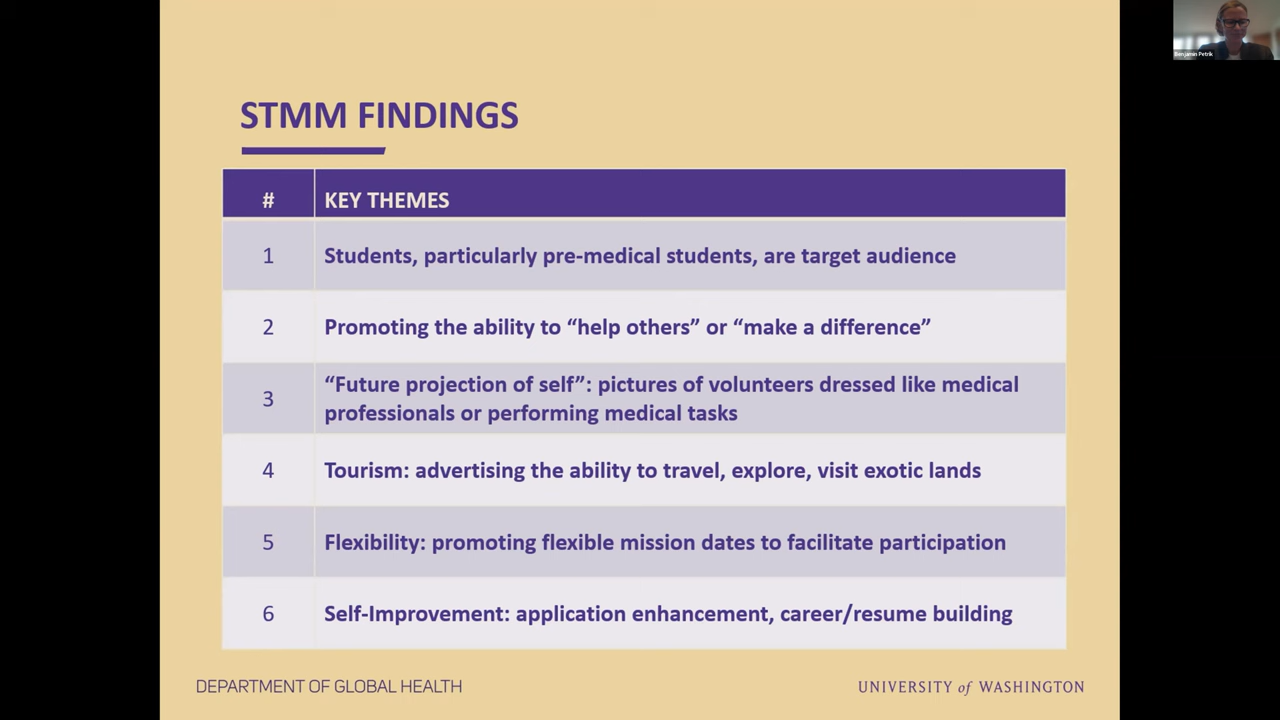 Benjamin Petrik
STMM FINDINGS
# KEY THEMES
1 Students, particularly pre-medical students, are target audience
2 Promoting the ability to “help others” or “make a difference”
3 “Future projection of self”: pictures of volunteers dressed like medical
professionals or performing medical tasks
4 Tourism: advertising the ability to travel, explore, visit exotic lands
5 Flexibility: promoting flexible mission dates to facilitate participation
6 Self-Improvement: application enhancement, career/resume building
DEPARTMENT OF GLOBAL HEALTH
UNIVERSITY of WASHINGTON